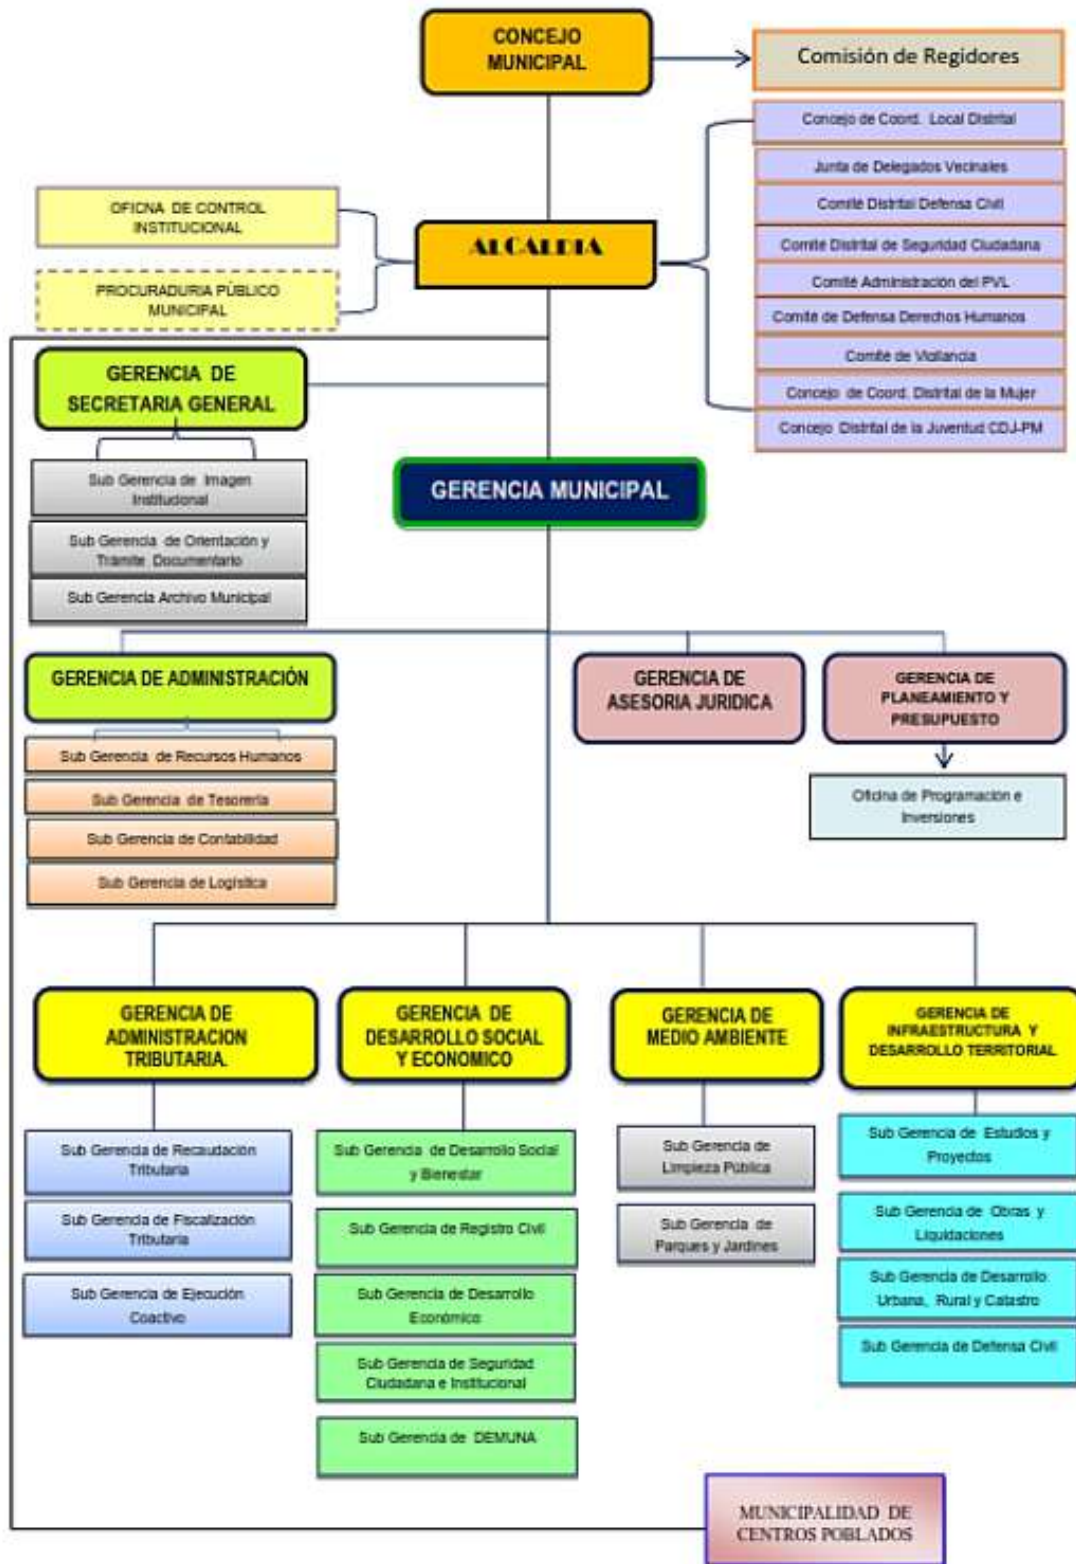 CONCEJO
MUNICIPAL
Comisión de Regidores
Concejo de Coord. Local Distrital
Junta de Delegados Vecinales
Comité Distrital Defensa Civil
Comité Distrital de Seguridad Ciudadana
Comité Administración del PVL
Comité de Defensa Derechos Humanos
Comité de Vigilancia
Concejo de Coord. Distrital de la Mujer
Concejo Distrital de la Juventud CDJ-PM
OFICNA DE CONTROL
INSTITUCIONAL
ALCALDIA
PROCURADURIA PÚBLICO
MUNICIPAL
GERENCIA DE
SECRETARIA GENERAL
Sub Gerencia de Imagen
Institucional
Sub Gerencia de Orientación y
Trámite Documentario
Sub Gerencia Archivo Municipal
GERENCIA MUNICIPAL
GERENCIA DE ADMINISTRACIÓN
Sub Gerencia de Recursos Humanos
Sub Gerencia de Tesorería
Sub Gerencia de Contabilidad
Sub Gerencia de Logística
GERENCIA DE
ASESORIA JURIDICA
GERENCIA DE
PLANEAMIENTO Y
PRESUPUESTO
Oficina de Programación e
Inversiones
GERENCIA DE
ADMINISTRACION
TRIBUTARIA.
Sub Gerencia de Recaudación
Tributaria
Sub Gerencia de Fiscalización
Tributaria
Sub Gerencia de Ejecución
Coactivo
GERENCIA DE
DESARROLLO SOCIAL
Y ECONOMICO
Sub Gerencia de Desarrollo Social
y Bienestar
Sub Gerencia de Registro Civil
Sub Gerencia de Desarrollo
Económico
Sub Gerencia de Seguridad
Ciudadana e Institucional
Sub Gerencia de DEMUNA
GERENCIA DE
MEDIO AMBIENTE
Sub Gerencia de
Limpieza Pública
Sub Gerencia de
Parques y Jardines
GERENCIA DE
INFRAESTRUCTURA Y
DESARROLLO TERRITORIAL
Sub Gerencia de Estudios y
Proyectos
Sub Gerencia de Obras y
Liquidaciones
Sub Gerencia de Desarrollo
Urbana, Rural y Catastro
Sub Gerencia de Defensa Civil
MUNICIPALIDAD DE
CENTROS POBLADOS